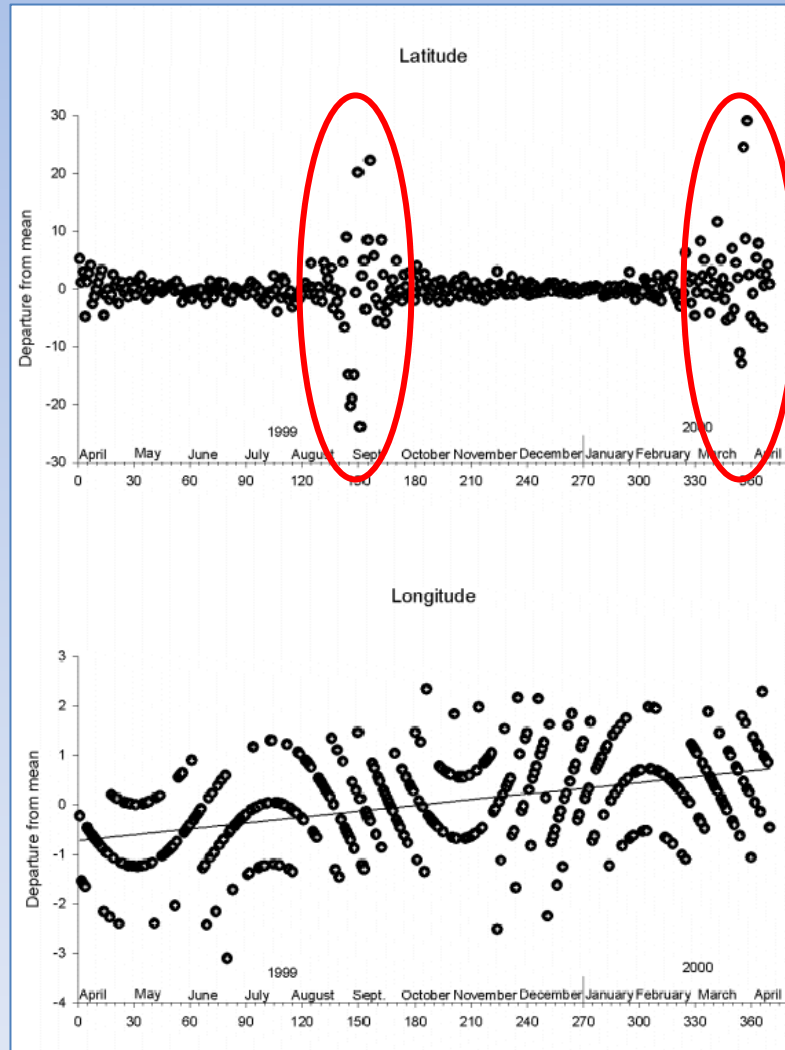 Latitude
Departure from mean
30
20
10
0
-10
-20
-30
1999
2000
April May June July August Sept. October November December January February March April
0 30 60 90 120 150 180 210 240 270 300 330 360
Longitude
Departure from mean
3
2
1
0
-1
-2
-3
-4
1999
2000
April May June July August Sept. October November December January February March April
0 30 60 90 120 150 180 210 240 270 300 330 360